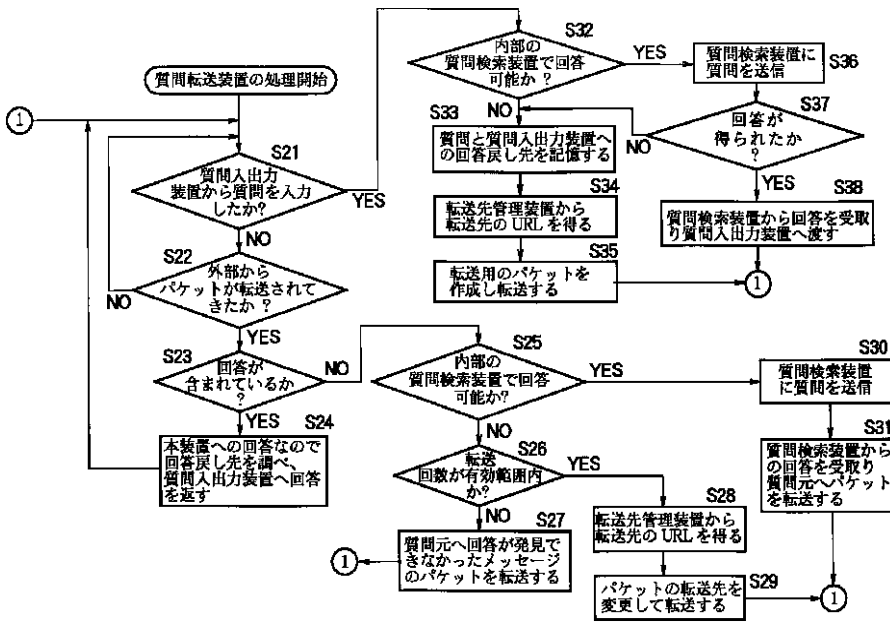 質問転送装置の処理開始
1
S21
質問入出力
装置から質問を入力
したか?
YES
NO
S22
外部から
パケットが転送されて
きたか ?
NO
YES
S23
回答が
含まれているか
?
NO
YES
S24
本装置への回答なので
回答戻し先を調べ、
質問入出力装置へ回答
を返す
S32
内部の
質問検索装置で回答
可能か ?
YES
NO
S33
質問と質問入出力装置へ
の回答戻し先を記憶する
S34
転送先管理装置から
転送先の URL を得る
S35
転送用のパケットを
作成し転送する
1
S36
質問検索装置に
質問を送信
S37
回答が
得られたか
?
NO
YES
S38
質問検索装置から回答を受取
り質問入出力装置へ渡す
1
S25
内部の
質問検索装置で回答
可能か?
YES
NO
S26
転送
回数が有効範囲内
か?
YES
NO
S27
質問元へ回答が発見で
きなかったメッセージ
のパケットを転送する
1
S28
転送先管理装置から
転送先の URL を得る
S29
パケットの転送先を
変更して転送する
1
S30
質問検索装置
に質問を送信
S31
質問検索装置から
の回答を受取り
質問元へパケット
を転送する